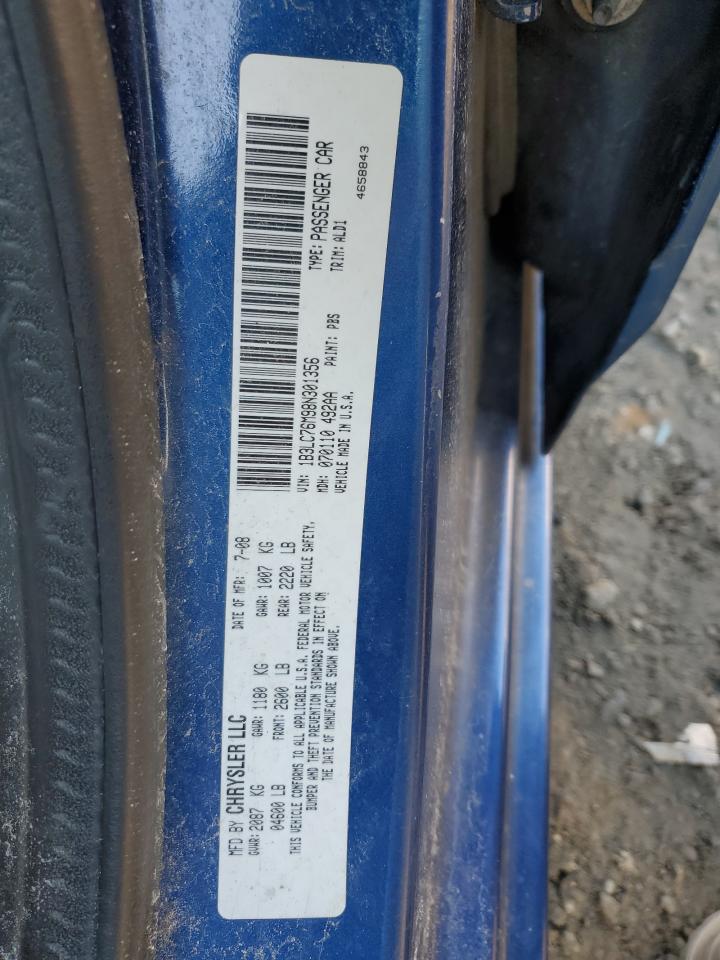 MFD BY CHRYSLER LLC
DATE OF MFR: 7-08
GVWR: 2087 KG
GAWR: 1180 KG
GAWR: 1007 KG
04600 LB
FRONT: 2600 LB
REAR: 2220 LB
THIS VEHICLE CONFORMS TO ALL APPLICABLE U.S.A. FEDERAL MOTOR VEHICLE SAFETY,
BUMPER AND THEFT PREVENTION STANDARDS IN EFFECT ON
THE DATE OF MANUFACTURE SHOWN ABOVE.
VIN: 1B3LC76M98N301356
TYPE: PASSENGER CAR
MDH: 070110 492AA
PAINT: PBS
TRIM: ALD1
VEHICLE MADE IN U.S.A.
4658843